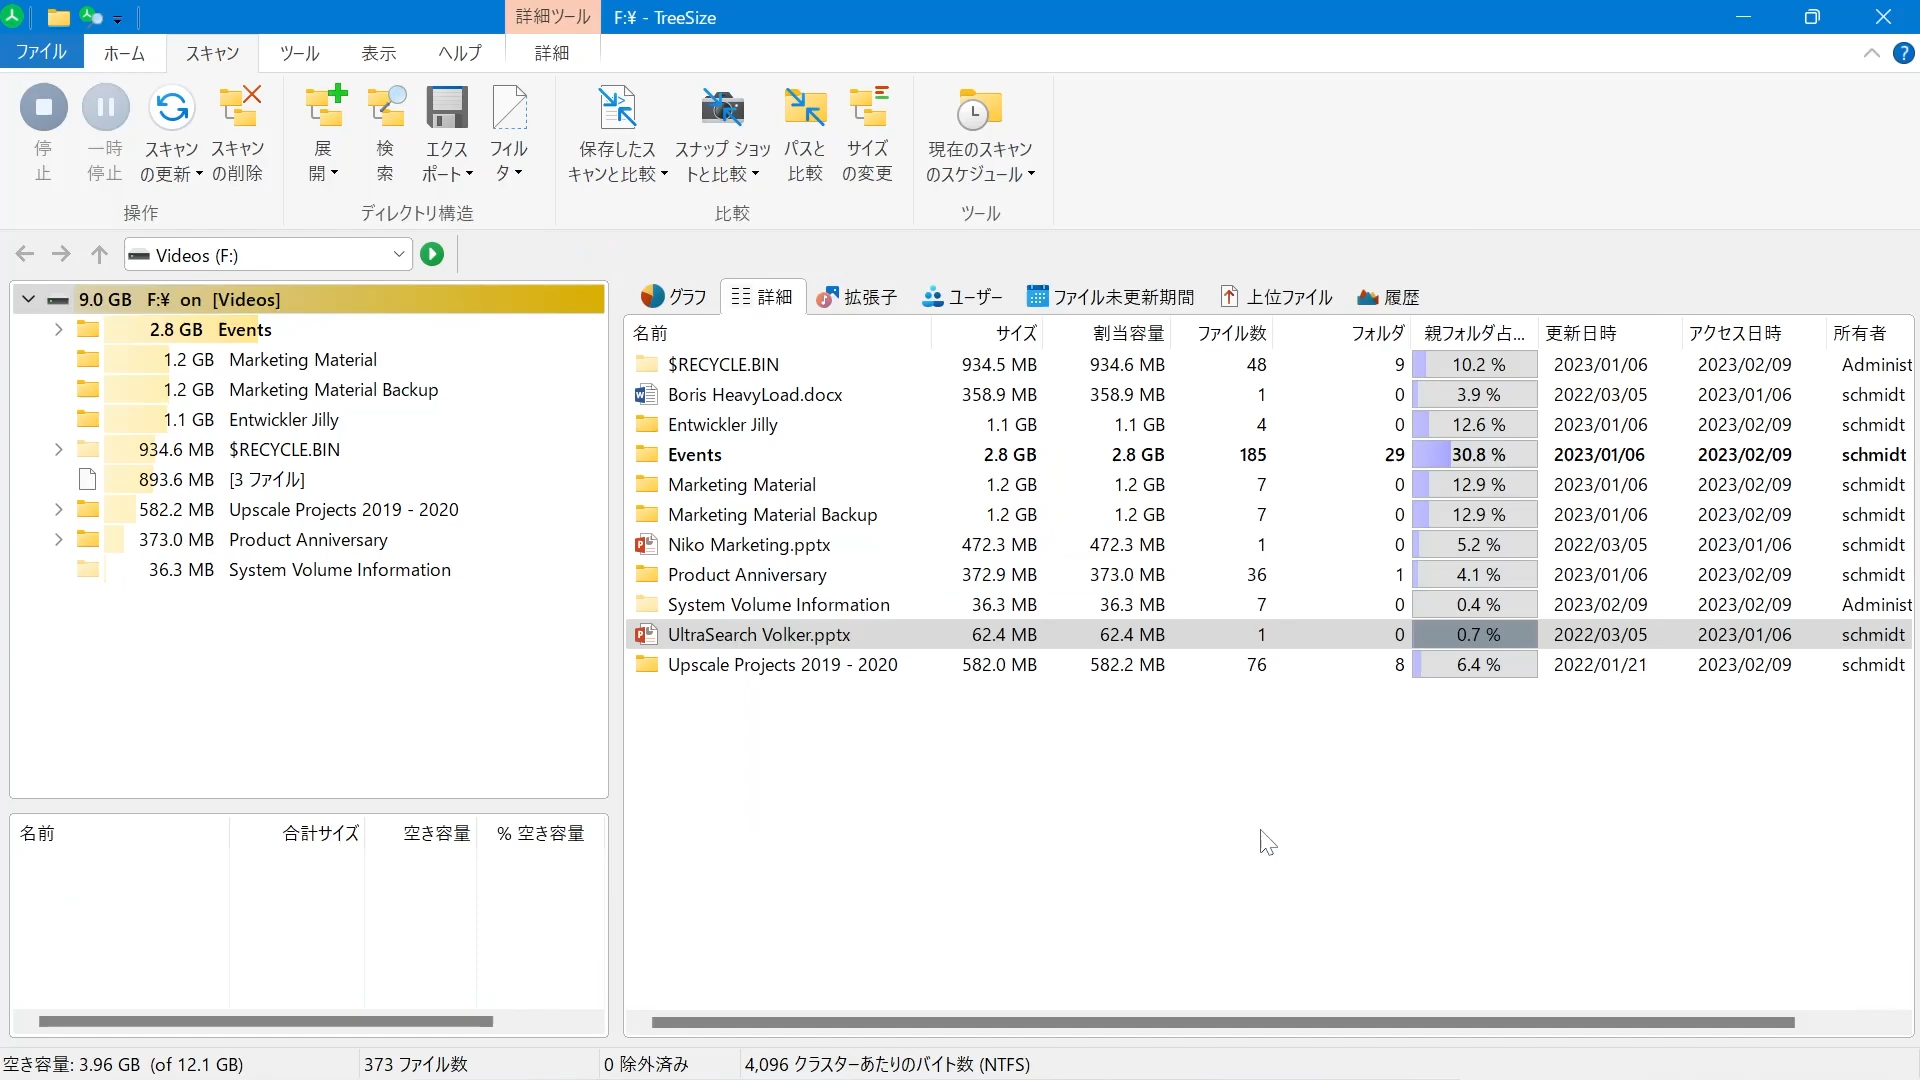 詳細ツール
F:¥ - TreeSize
ファイル
ホーム
スキャン
ツール
表示
ヘルプ
詳細
停
止
一時
停止
スキャン
の更新
スキャン
の削除
展
開
検
索
エクス
ポート
フィル
タ
保存したス
キャンと比較
スナップ ショッ
トと比較
パスと
比較
サイズ
の変更
現在のスキャン
のスケジュール
操作
ディレクトリ構造
比較
ツール
Videos (F:)
9.0 GB F:¥ on [Videos]
2.8 GB Events
1.2 GB Marketing Material
1.2 GB Marketing Material Backup
1.1 GB Entwickler Jilly
934.6 MB $RECYCLE.BIN
893.6 MB [3 ファイル]
582.2 MB Upscale Projects 2019 - 2020
373.0 MB Product Anniversary
36.3 MB System Volume Information
名前 合計サイズ 空き容量 % 空き容量
グラフ 詳細 拡張子 ユーザー ファイル未更新期間 上位ファイル 履歴
名前 サイズ 割当容量 ファイル数 フォルダ 親フォルダ占... 更新日時 アクセス日時 所有者
$RECYCLE.BIN 934.5 MB 934.6 MB 48 9 10.2 % 2023/01/06 2023/02/09 Administ
Boris HeavyLoad.docx 358.9 MB 358.9 MB 1 0 3.9 % 2022/03/05 2023/01/06 schmidt
Entwickler Jilly 1.1 GB 1.1 GB 4 0 12.6 % 2023/01/06 2023/02/09 schmidt
Events 2.8 GB 2.8 GB 185 29 30.8 % 2023/01/06 2023/02/09 schmidt
Marketing Material 1.2 GB 1.2 GB 7 0 12.9 % 2023/01/06 2023/02/09 schmidt
Marketing Material Backup 1.2 GB 1.2 GB 7 0 12.9 % 2023/01/06 2023/02/09 schmidt
Niko Marketing.pptx 472.3 MB 472.3 MB 1 0 5.2 % 2022/03/05 2023/01/06 schmidt
Product Anniversary 372.9 MB 373.0 MB 36 1 4.1 % 2023/01/06 2023/02/09 schmidt
System Volume Information 36.3 MB 36.3 MB 7 0 0.4 % 2023/02/09 2023/02/09 Administ
UltraSearch Volker.pptx 62.4 MB 62.4 MB 1 0 0.7 % 2022/03/05 2023/01/06 schmidt
Upscale Projects 2019 - 2020 582.0 MB 582.2 MB 76 8 6.4 % 2022/01/21 2023/02/09 schmidt
空き容量: 3.96 GB (of 12.1 GB) 373 ファイル数 0 除外済み 4,096 クラスターあたりのバイト数 (NTFS)